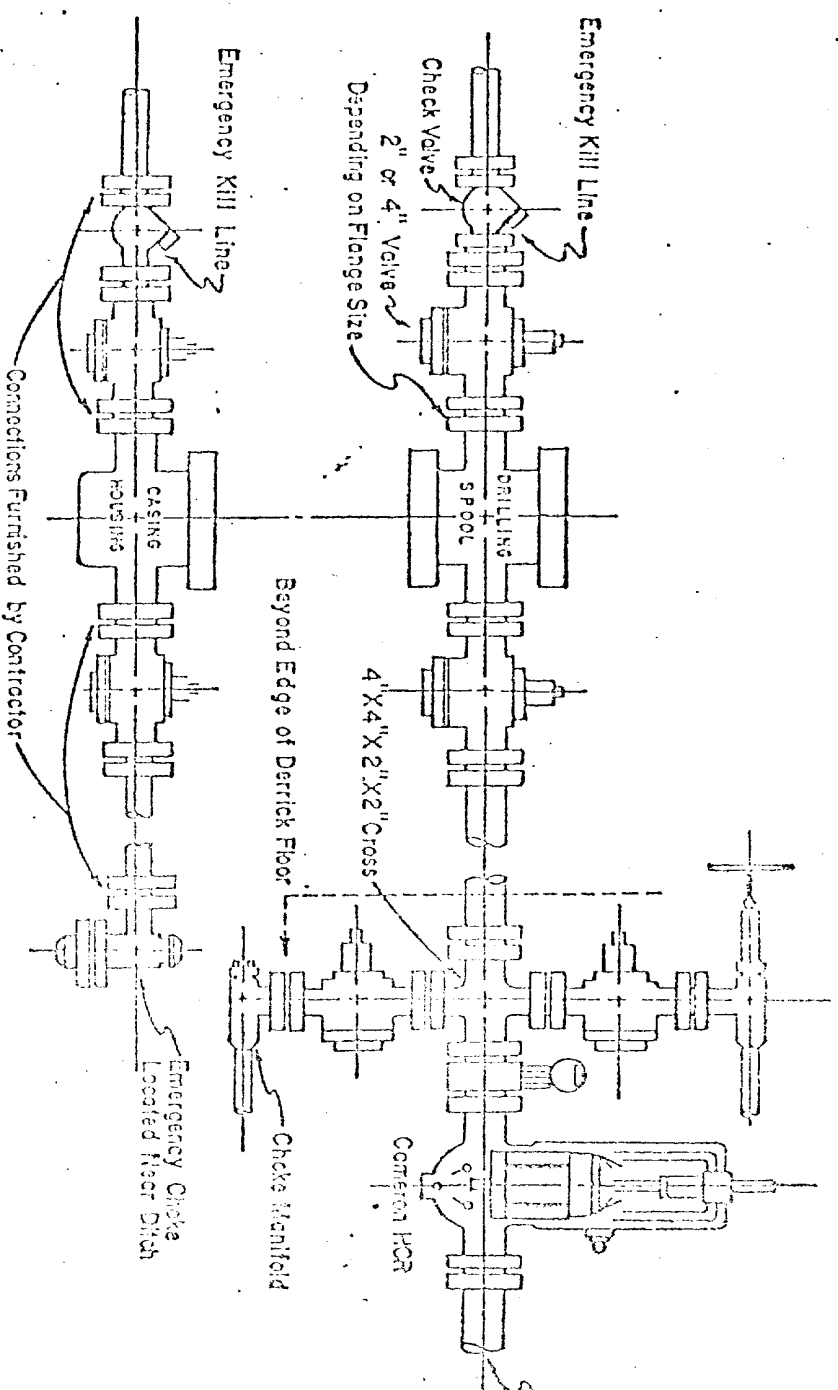 Emergency Kill Line
Check Valve
2" or 4" Valve
Depending on Flange Size
DRILLING
SPOOL
4"X4"X2"X2" Cross
Beyond Edge of Derrick Floor
Cameron HCR
Choke Manifold
Emergency Kill Line
CASING
HOUSING
Connections Furnished by Contractor
Emergency Choke
Located Near Ditch